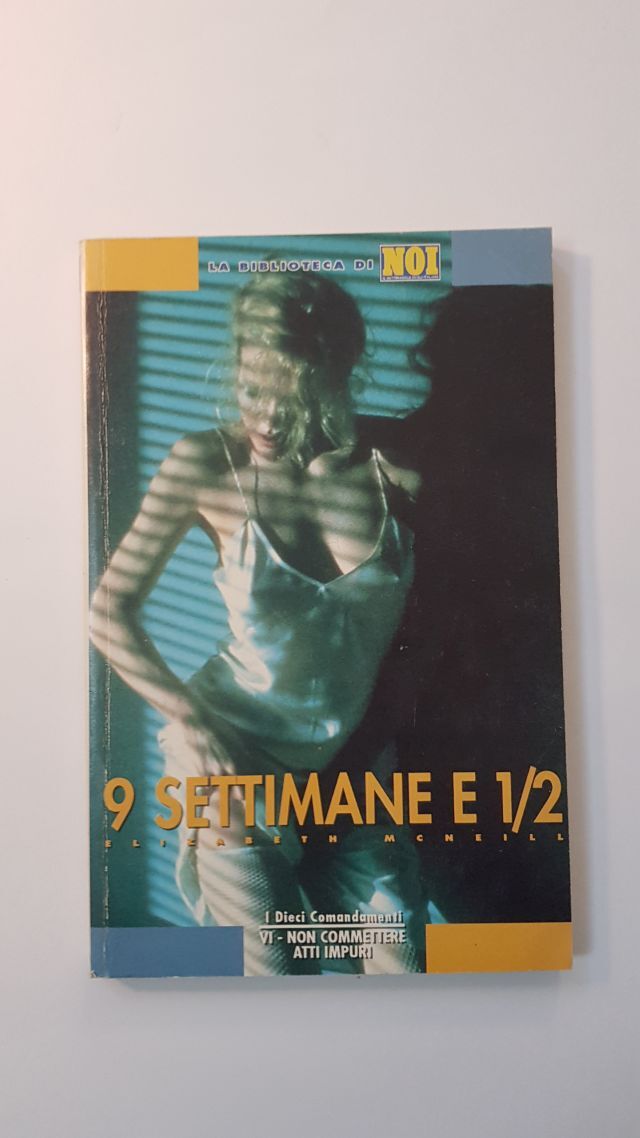 LA BIBLIOTECA DI NOI
9 SETTIMANE E 1/2
ELIZABETH MCNEILL
I Dieci Comandamenti
VI - NON COMMETTERE
ATTI IMPURI